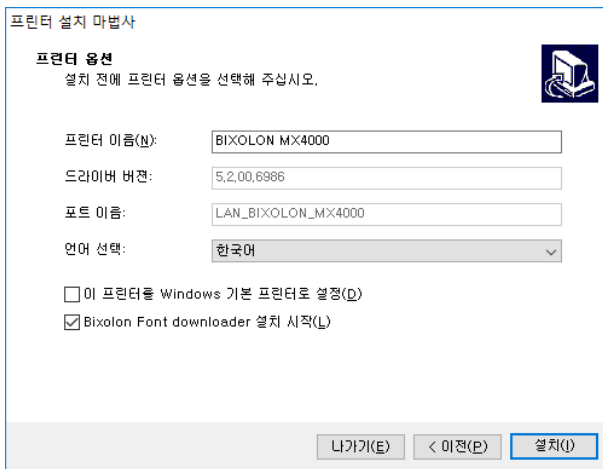 프린터 설치 마법사
프린터 옵션
설치 전에 프린터 옵션을 선택해 주십시오.
프린터 이름(N): BIXOLON MX4000
드라이버 버젼: 5.2.00.6986
포트 이름: LAN_BIXOLON_MX4000
언어 선택: 한국어
이 프린터를 Windows 기본 프린터로 설정(D)
Bixolon Font downloader 설치 시작(L)
나가기(E) < 이전(P) 설치(I)